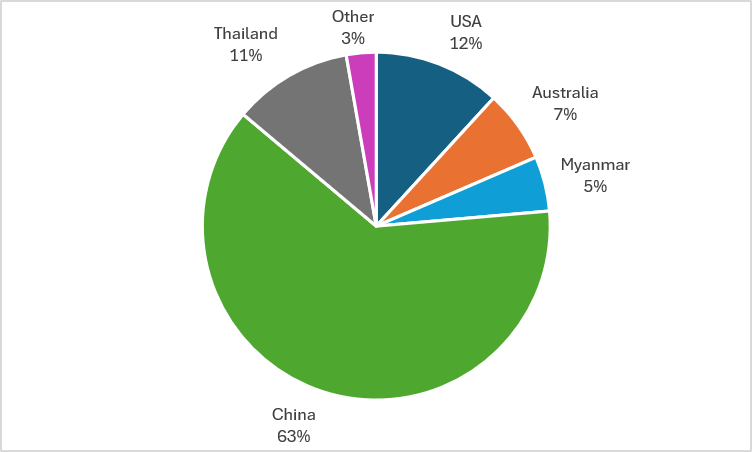 Other
3%
USA
12%
Thailand
11%
Australia
7%
Myanmar
5%
China
63%